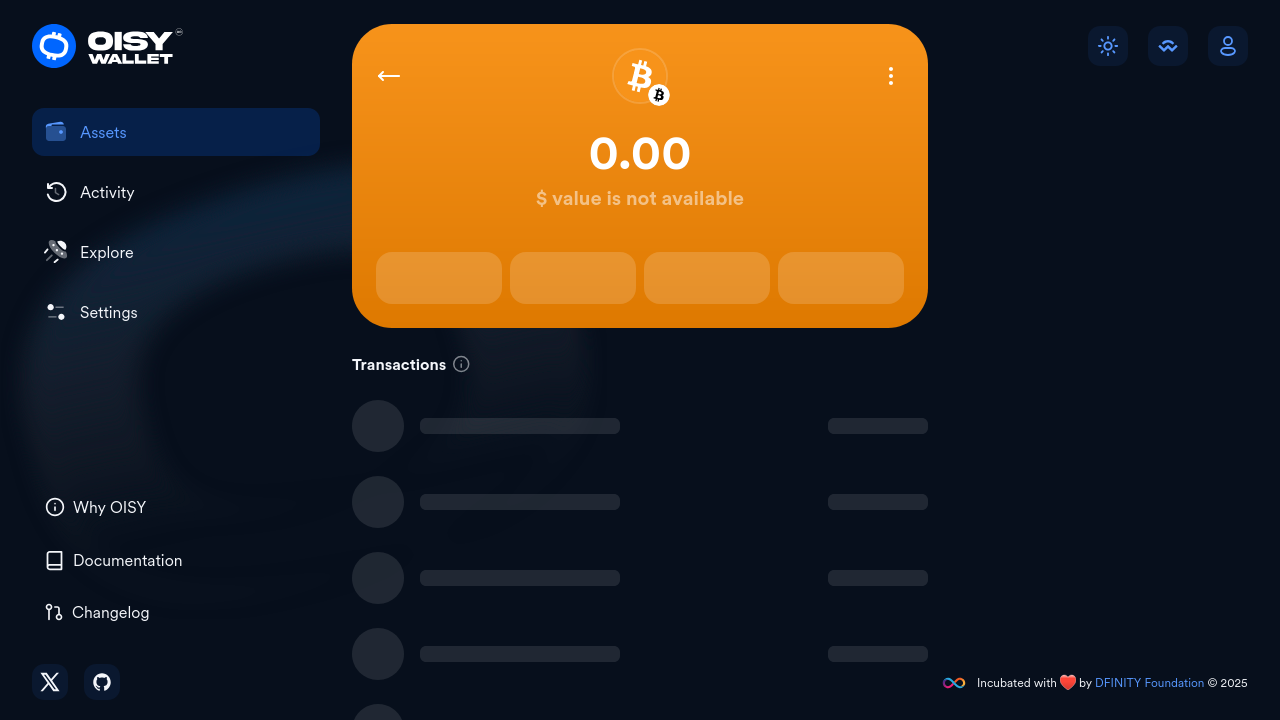 OISY
WALLET
Assets
Activity
Explore
Settings
Why OISY
Documentation
Changelog
0.00
$ value is not available
Transactions
Incubated with ❤️ by DFINITY Foundation © 2025